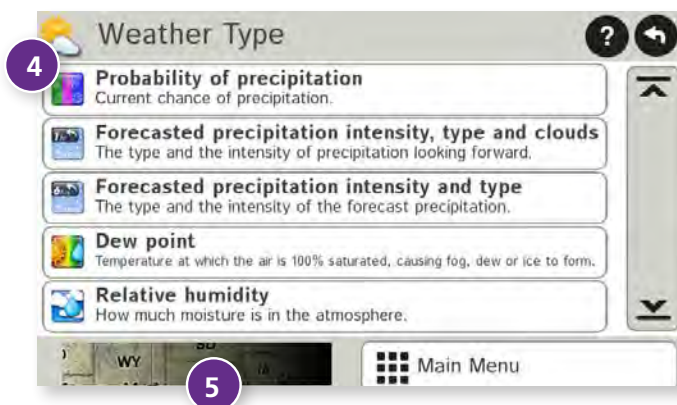 Weather Type
?
4
Probability of precipitation
Current chance of precipitation.
Forecasted precipitation intensity, type and clouds
The type and the intensity of precipitation looking forward.
Forecasted precipitation intensity and type
The type and the intensity of the forecast precipitation.
Dew point
Temperature at which the air is 100% saturated, causing fog, dew or ice to form.
Relative humidity
How much moisture is in the atmosphere.
SD
WY
IA
Main Menu
5